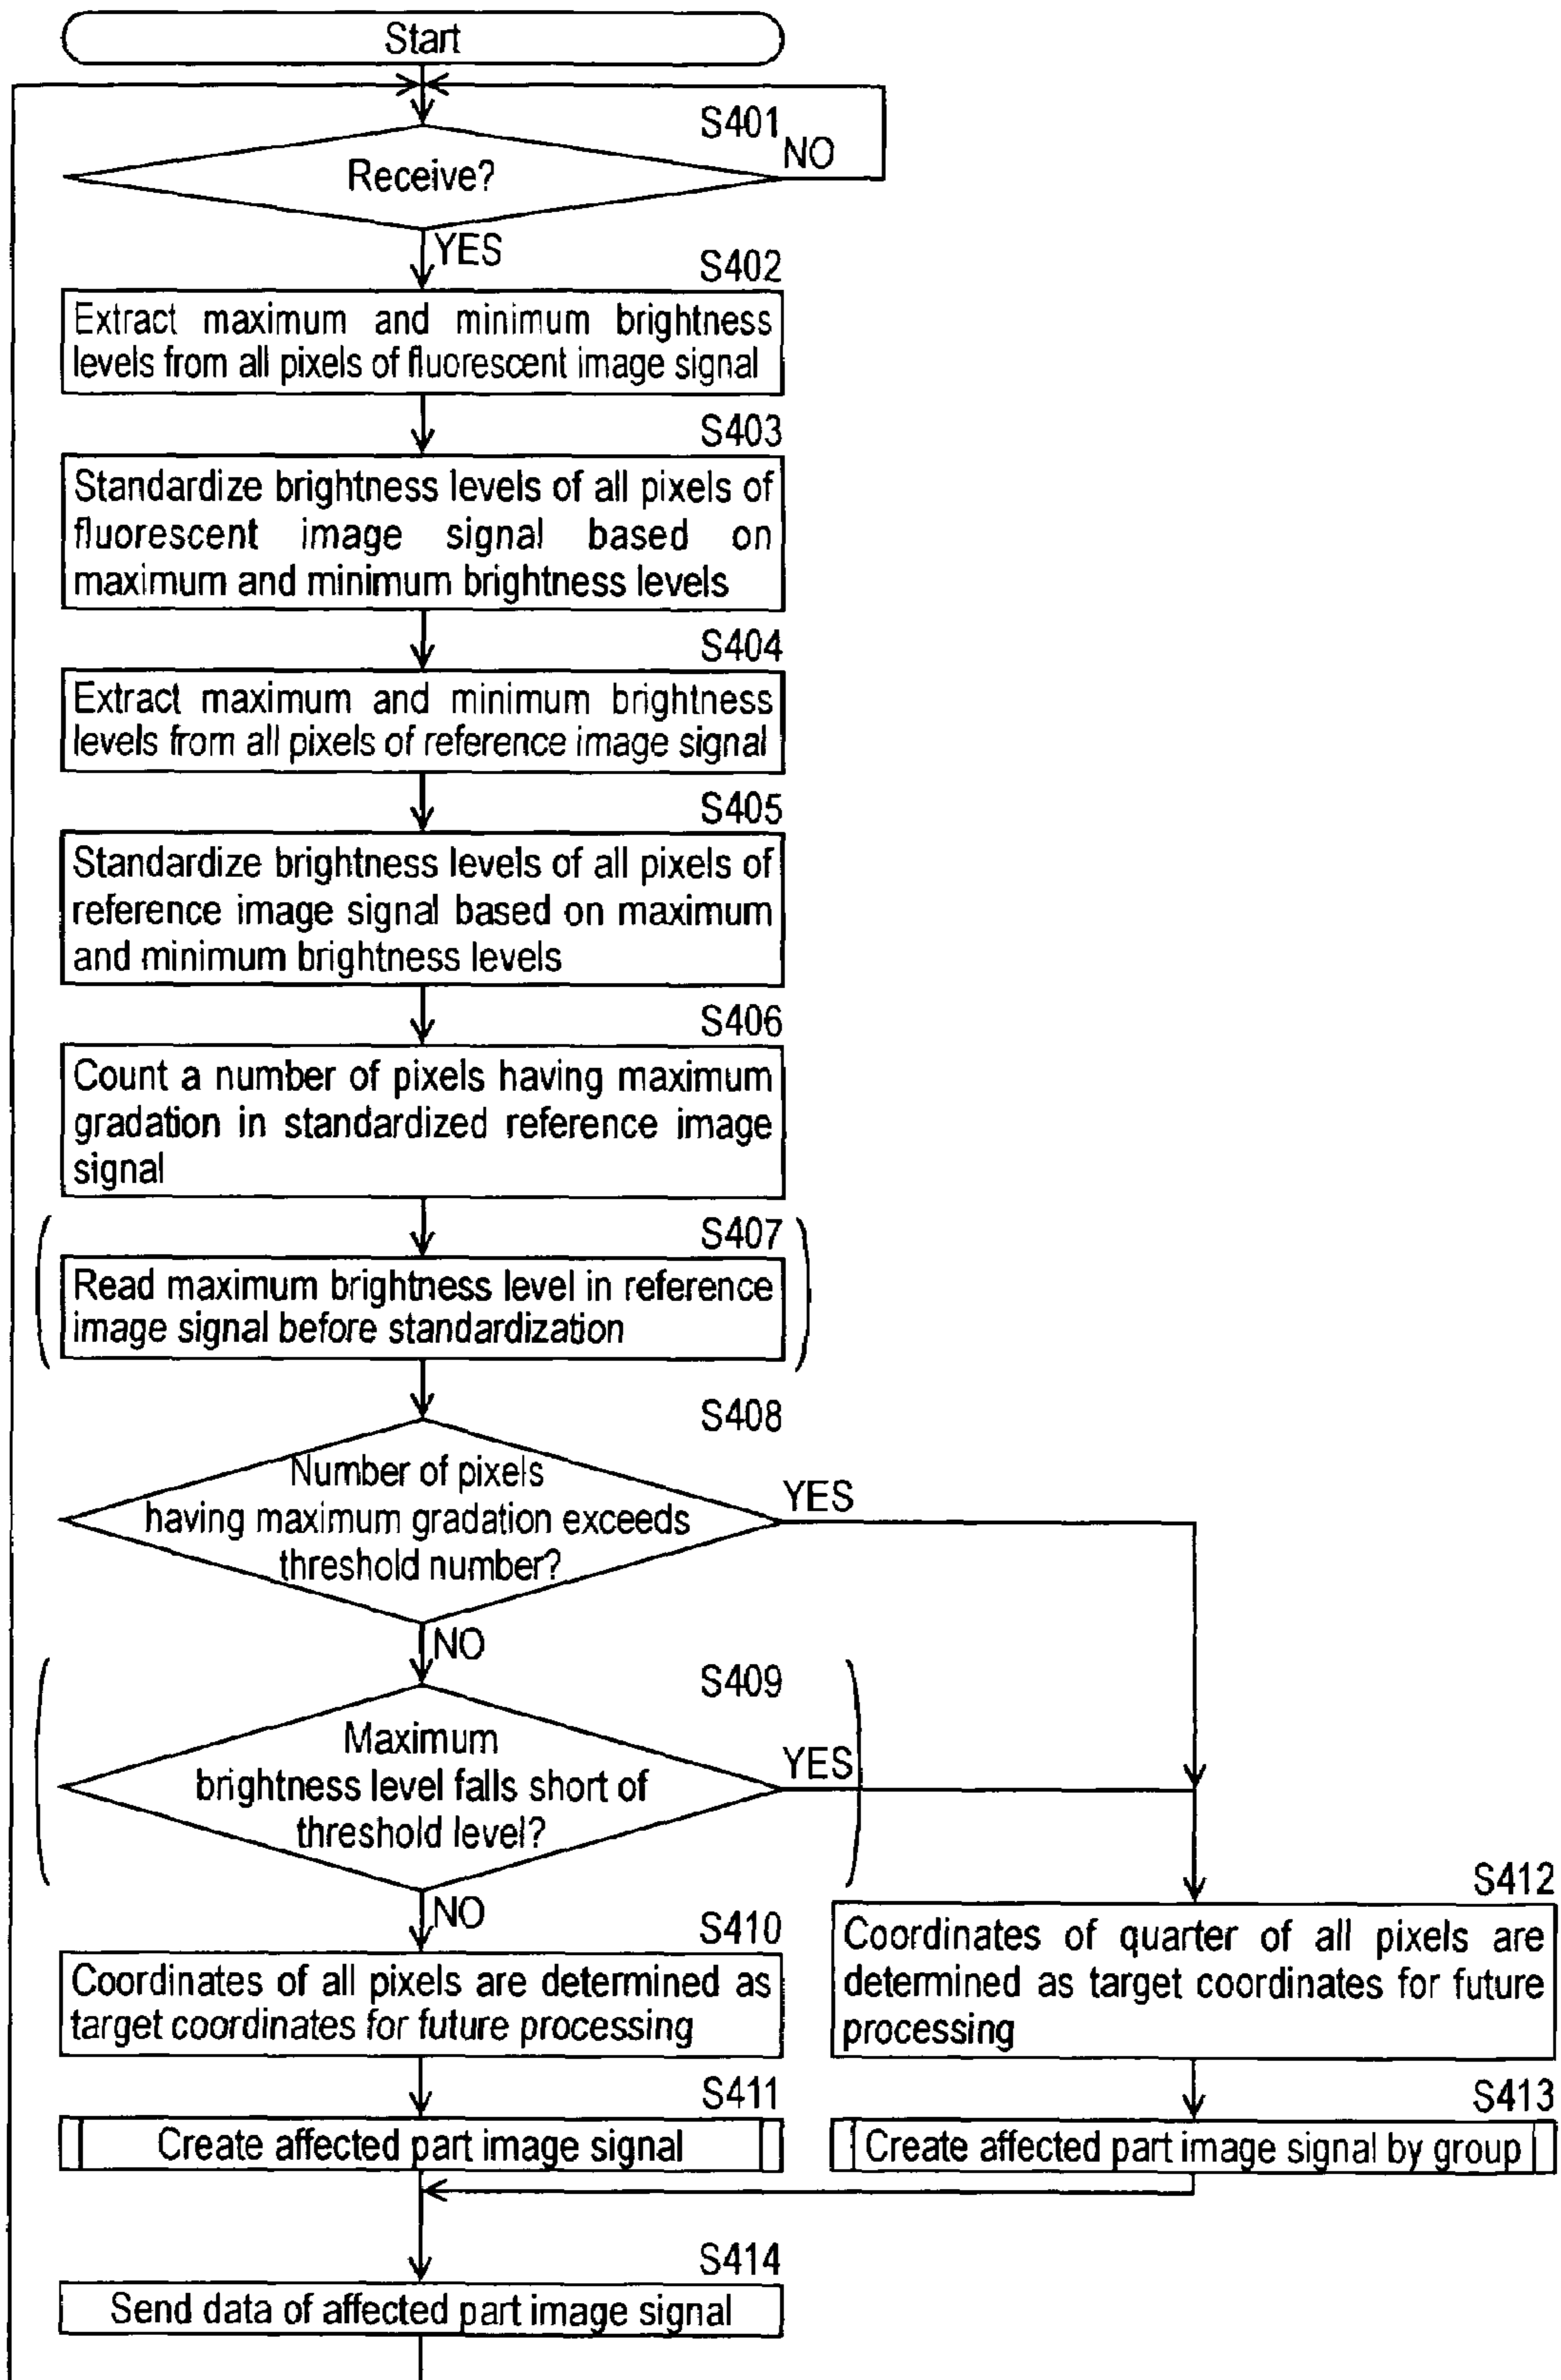 Start
S401
NO
Receive?
YES
S402
Extract maximum and minimum brightness
levels from all pixels of fluorescent image signal
S403
Standardize brightness levels of all pixels of
fluorescent image signal based on
maximum and minimum brightness levels
S404
Extract maximum and minimum brightness
levels from all pixels of reference image signal
S405
Standardize brightness levels of all pixels of
reference image signal based on maximum
and minimum brightness levels
S406
Count a number of pixels having maximum
gradation in standardized reference image
signal
S407
Read maximum brightness level in reference
image signal before standardization
S408
Number of pixels
having maximum gradation exceeds
threshold number?
YES
NO
S409
Maximum
brightness level falls short of
threshold level?
YES
NO
S410
Coordinates of all pixels are determined as
target coordinates for future processing
S412
Coordinates of quarter of all pixels are
determined as target coordinates for future
processing
S411
Create affected part image signal
S413
Create affected part image signal by group
S414
Send data of affected part image signal